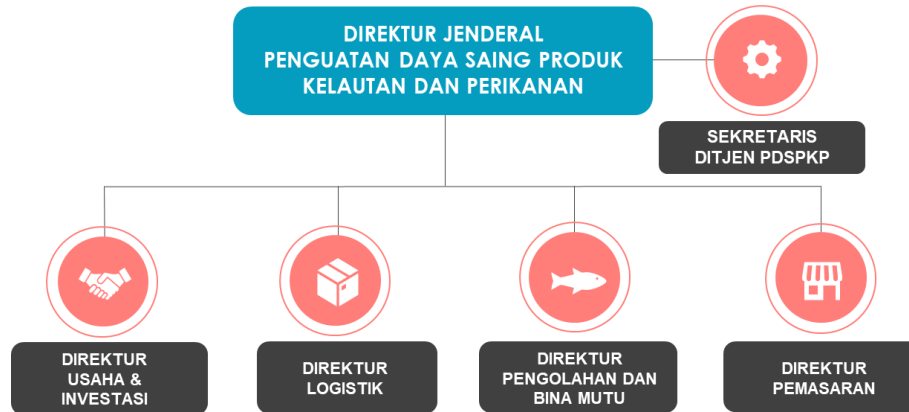 DIREKTUR JENDERAL
PENGUATAN DAYA SAING PRODUK
KELAUTAN DAN PERIKANAN
SEKRETARIS
DITJEN PDSPKP
DIREKTUR
USAHA &
INVESTASI
DIREKTUR
LOGISTIK
DIREKTUR
PENGOLAHAN DAN
BINA MUTU
DIREKTUR
PEMASARAN